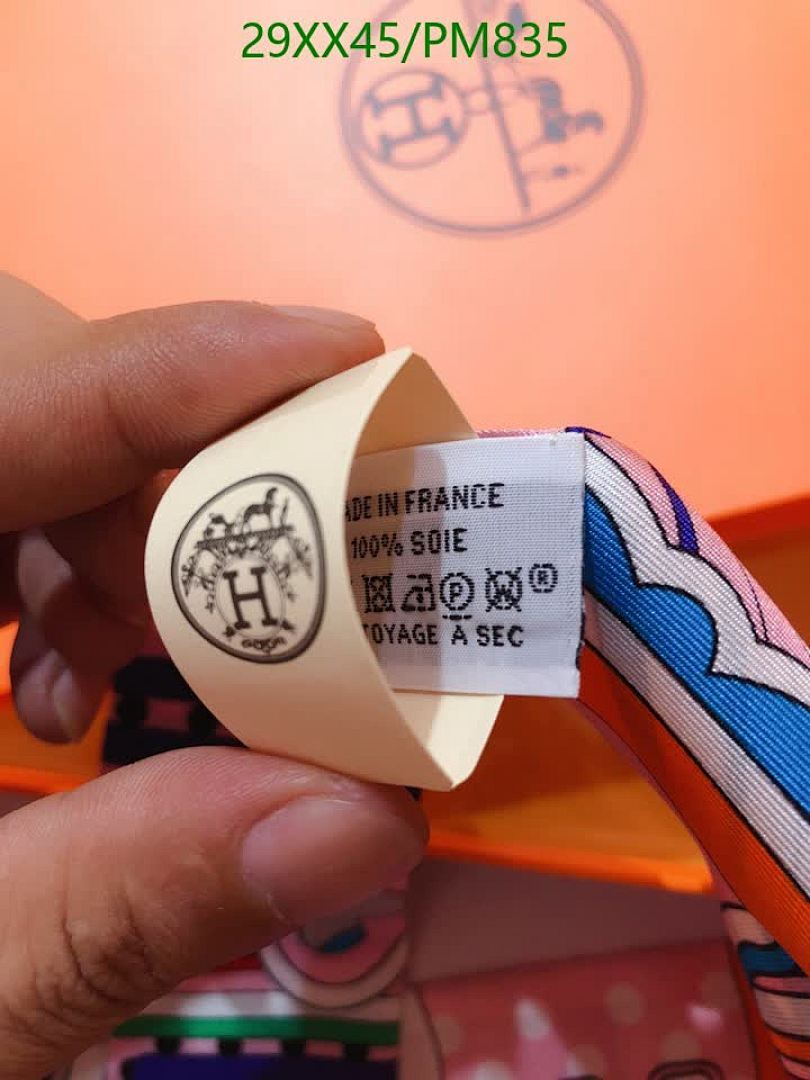 29XX45/PM835
H
ADE IN FRANCE
100% SOIE
P W ®
TOYAGE À SEC
H